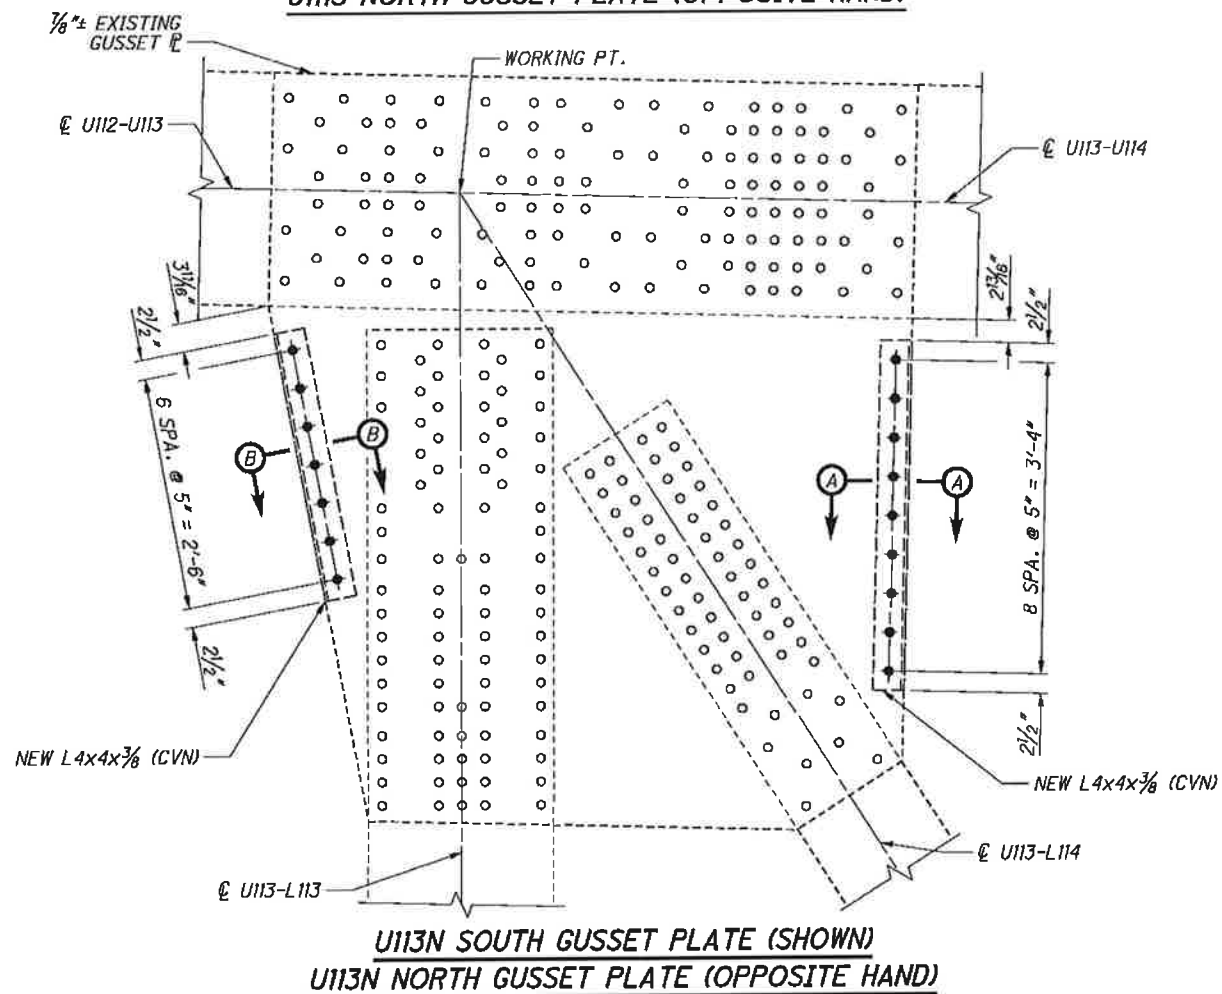 U113S NORTH GUSSET PLATE (OPPOSITE HAND)
7/8"± EXISTING
GUSSET ℙ
WORKING PT.
℄ U112-U113
℄ U113-U114
3 11/16"
2 1/2"
2 13/16"
2 1/2"
6 SPA. @ 5" = 2'-6"
B
B
A
A
8 SPA. @ 5" = 3'-4"
2 1/2"
2 1/2"
NEW L4x4x3/8 (CVN)
NEW L4x4x3/8 (CVN)
℄ U113-L113
℄ U113-L114
U113N SOUTH GUSSET PLATE (SHOWN)
U113N NORTH GUSSET PLATE (OPPOSITE HAND)